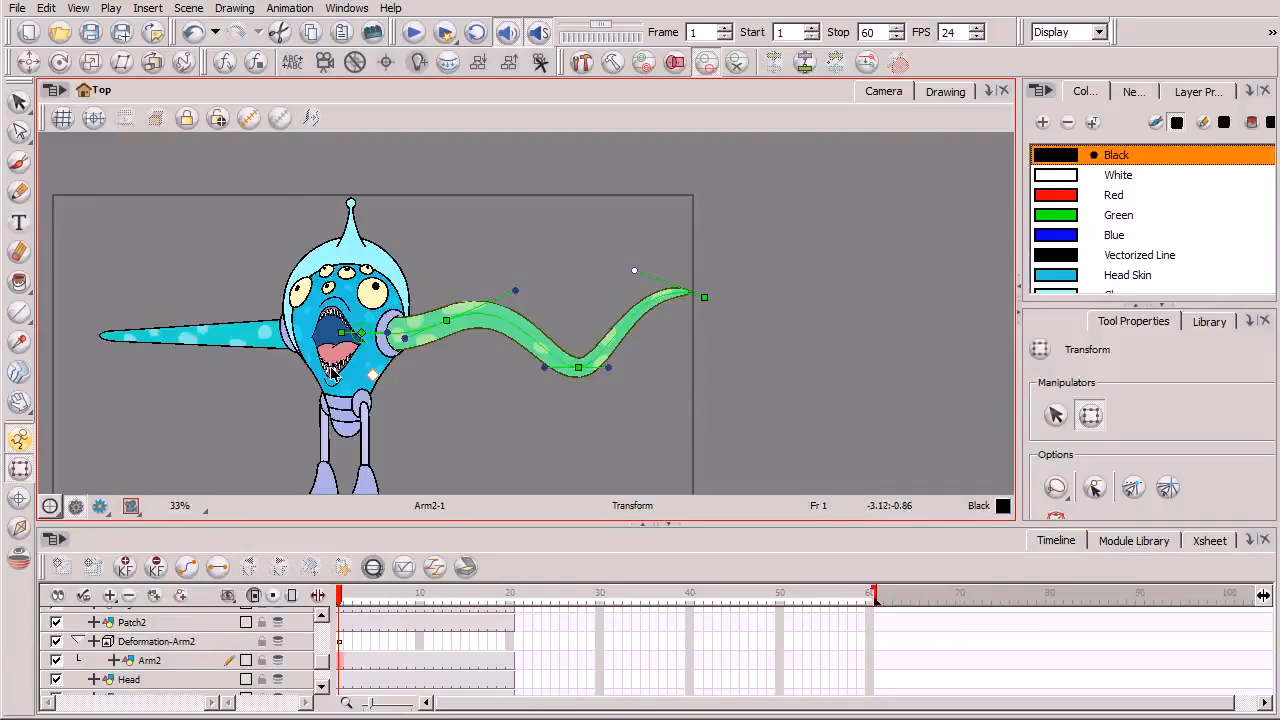 File Edit View Play Insert Scene Drawing Animation Windows Help
Frame 1 Start 1 Stop 60 FPS 24 Display
Top Camera Drawing
Col... Ne... Layer Pr...
Black
White
Red
Green
Blue
Vectorized Line
Head Skin
Tool Properties Library
Transform
Manipulators
Options
33% Arm2-1 Transform Fr 1 -3.12:-0.86 Black
Timeline Module Library Xsheet
10 20 30 40 50 60 70 80 90 100
Patch2
Deformation-Arm2
Arm2
Head